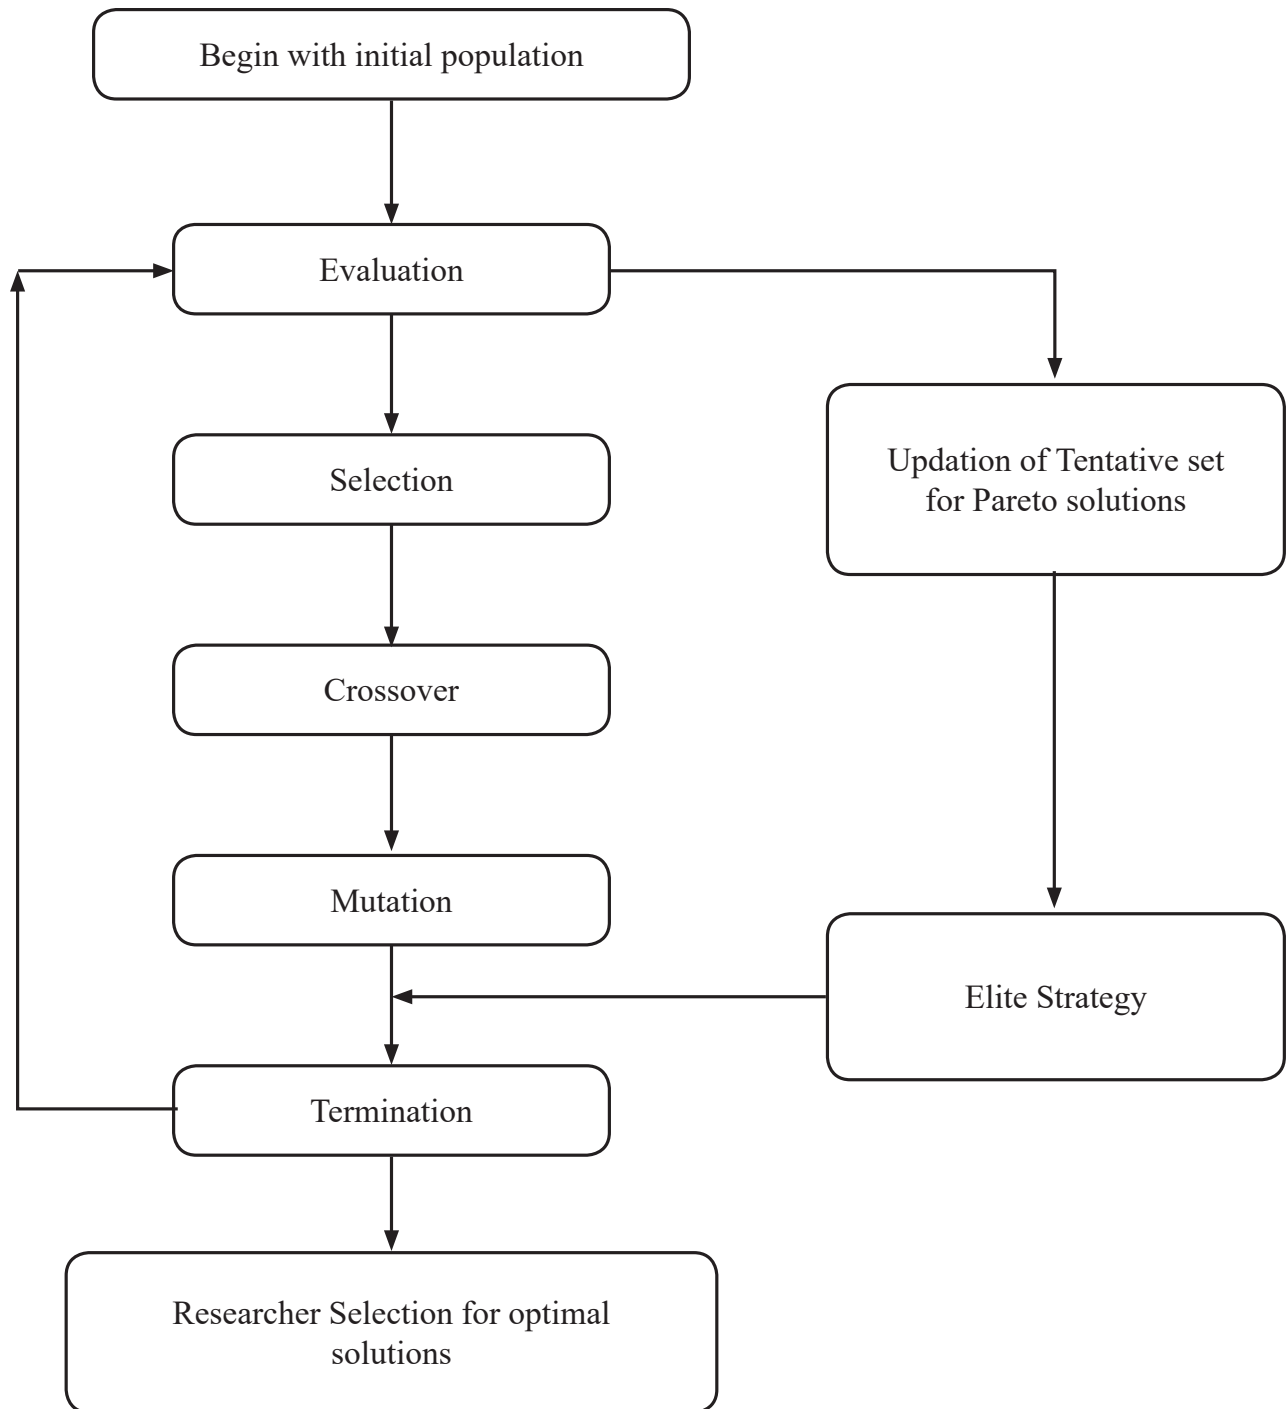 Begin with initial population
Evaluation
Selection
Crossover
Mutation
Termination
Researcher Selection for optimal
solutions
Updation of Tentative set
for Pareto solutions
Elite Strategy